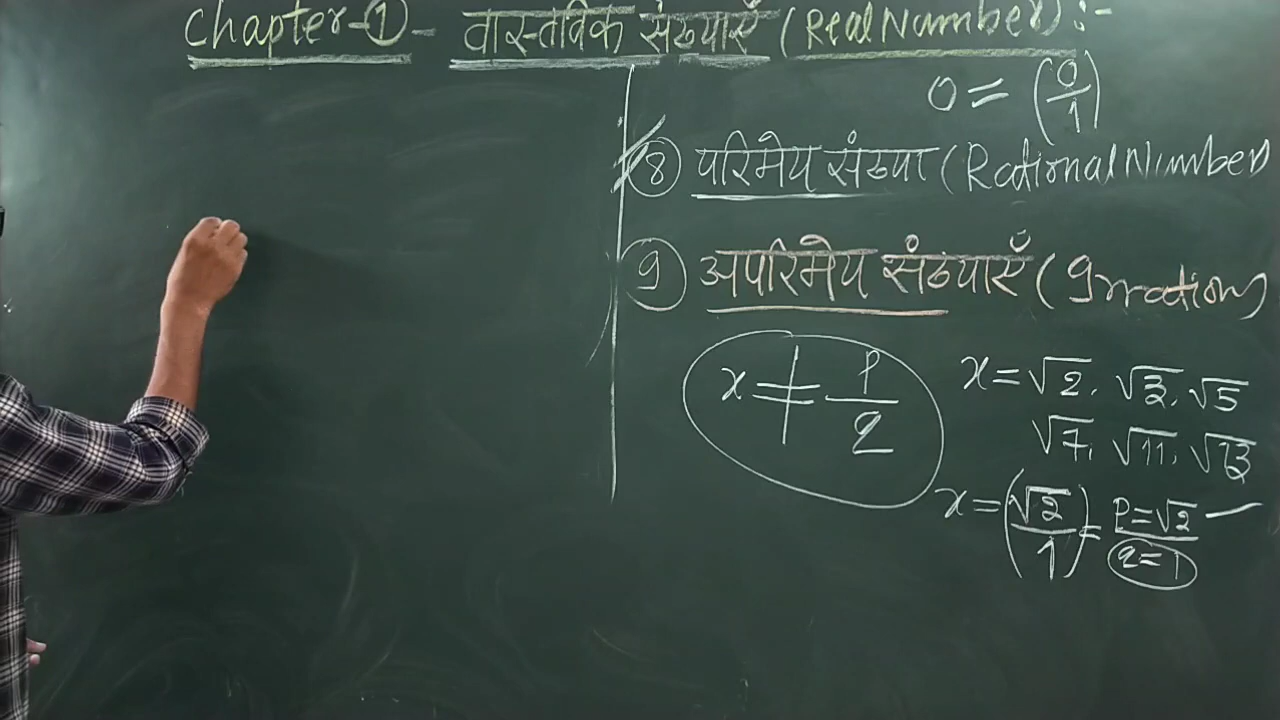 Chapter-① - वास्तविक संख्याएँ (Real Number) :-
0 = (0/1)
⑧ परिमेय संख्या (Rational Number)
⑨ अपरिमेय संख्याएँ (Irration)
x ≠ p/q
x = √2, √3, √5
√7, √11, √13
x = (√2/1) = p=√2 / q=1